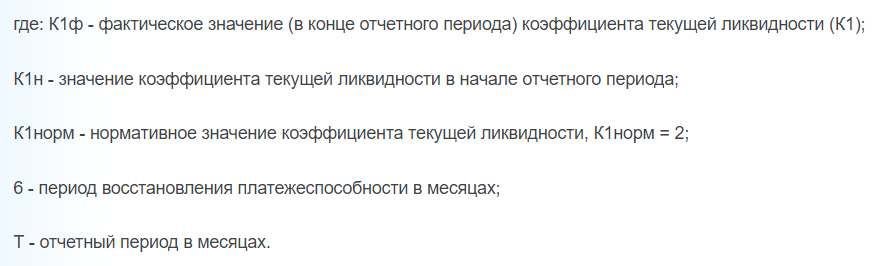 где: К1ф - фактическое значение (в конце отчетного периода) коэффициента текущей ликвидности (К1);
К1н - значение коэффициента текущей ликвидности в начале отчетного периода;
К1норм - нормативное значение коэффициента текущей ликвидности, К1норм = 2;
6 - период восстановления платежеспособности в месяцах;
Т - отчетный период в месяцах.